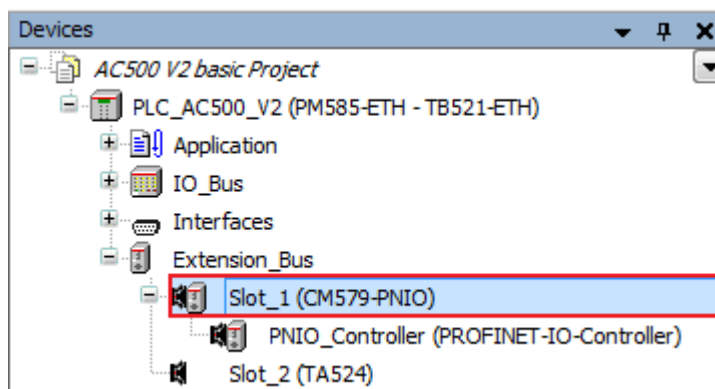 Devices
AC500 V2 basic Project
PLC_AC500_V2 (PM585-ETH - TB521-ETH)
Application
IO_Bus
Interfaces
Extension_Bus
Slot_1 (CM579-PNIO)
PNIO_Controller (PROFINET-IO-Controller)
Slot_2 (TA524)